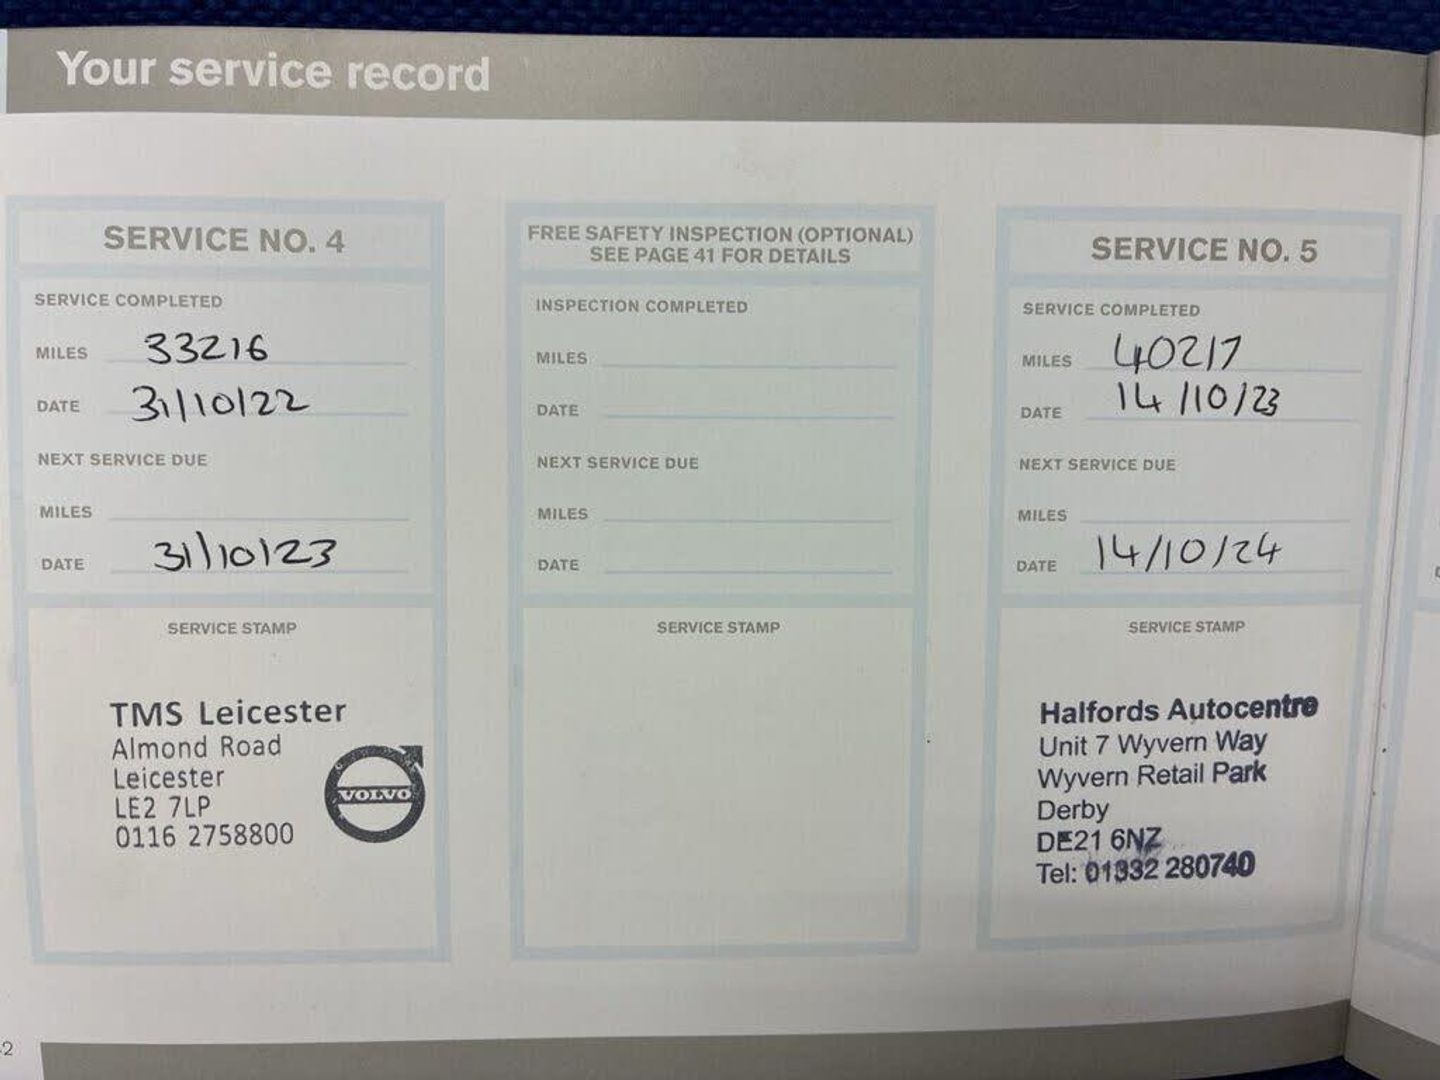 Your service record
SERVICE NO. 4
SERVICE COMPLETED
MILES 33216
DATE 31/10/22
NEXT SERVICE DUE
MILES
DATE 31/10/23
SERVICE STAMP
TMS Leicester
Almond Road
Leicester
LE2 7LP
0116 2758800
VOLVO
FREE SAFETY INSPECTION (OPTIONAL)
SEE PAGE 41 FOR DETAILS
INSPECTION COMPLETED
MILES
DATE
NEXT SERVICE DUE
MILES
DATE
SERVICE STAMP
SERVICE NO. 5
SERVICE COMPLETED
MILES 40217
DATE 14/10/23
NEXT SERVICE DUE
MILES
DATE 14/10/24
SERVICE STAMP
Halfords Autocentre
Unit 7 Wyvern Way
Wyvern Retail Park
Derby
DE21 6NZ
Tel: 01332 280740